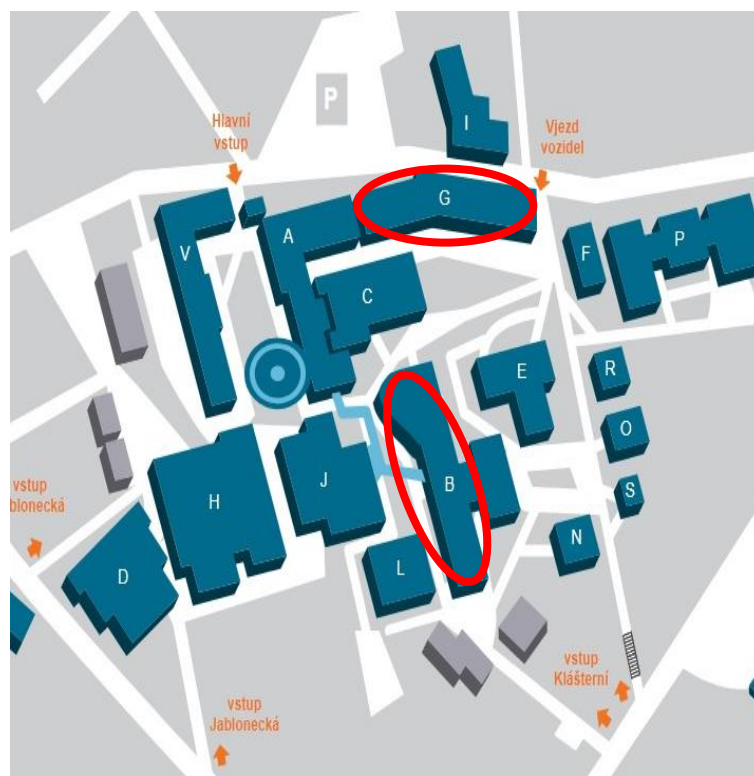 P
Hlavní
vstup
I
Vjezd
vozidel
G
V
A
F
P
C
E
R
O
B
S
J
H
N
L
D
vstup
blonecká
vstup
Klášterní
vstup
Jablonecká